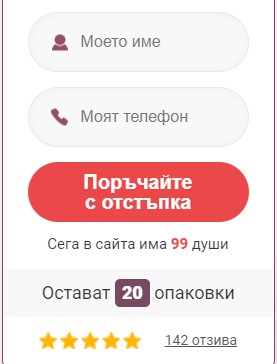 Моето име
Моят телефон
Поръчайте
с отстъпка
Сега в сайта има 99 души
Остават 20 опаковки
142 отзива